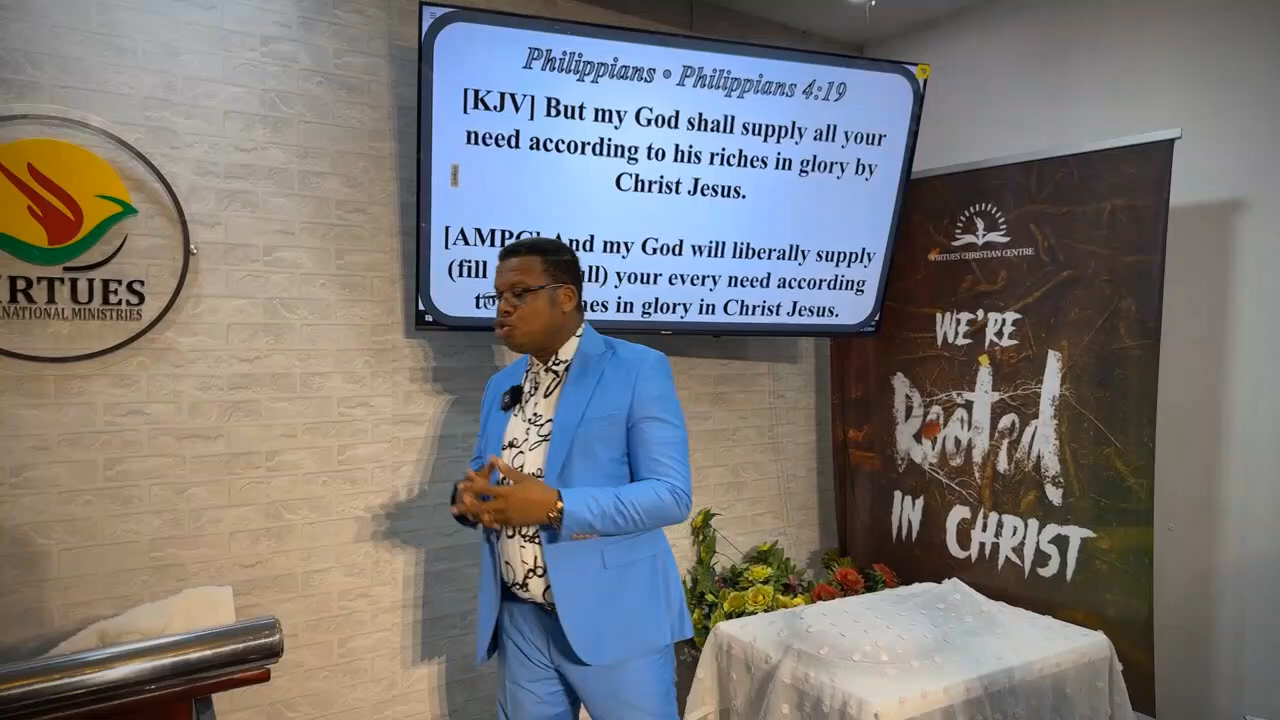 Philippians • Philippians 4:19
[KJV] But my God shall supply all your
need according to his riches in glory by
Christ Jesus.
And my God will liberally supply
(fill your every need according
in glory in Christ Jesus.
VIRTUES CHRISTIAN CENTRE
WE'RE
Rooted
IN CHRIST
IRTUES
NATIONAL MINISTRIES